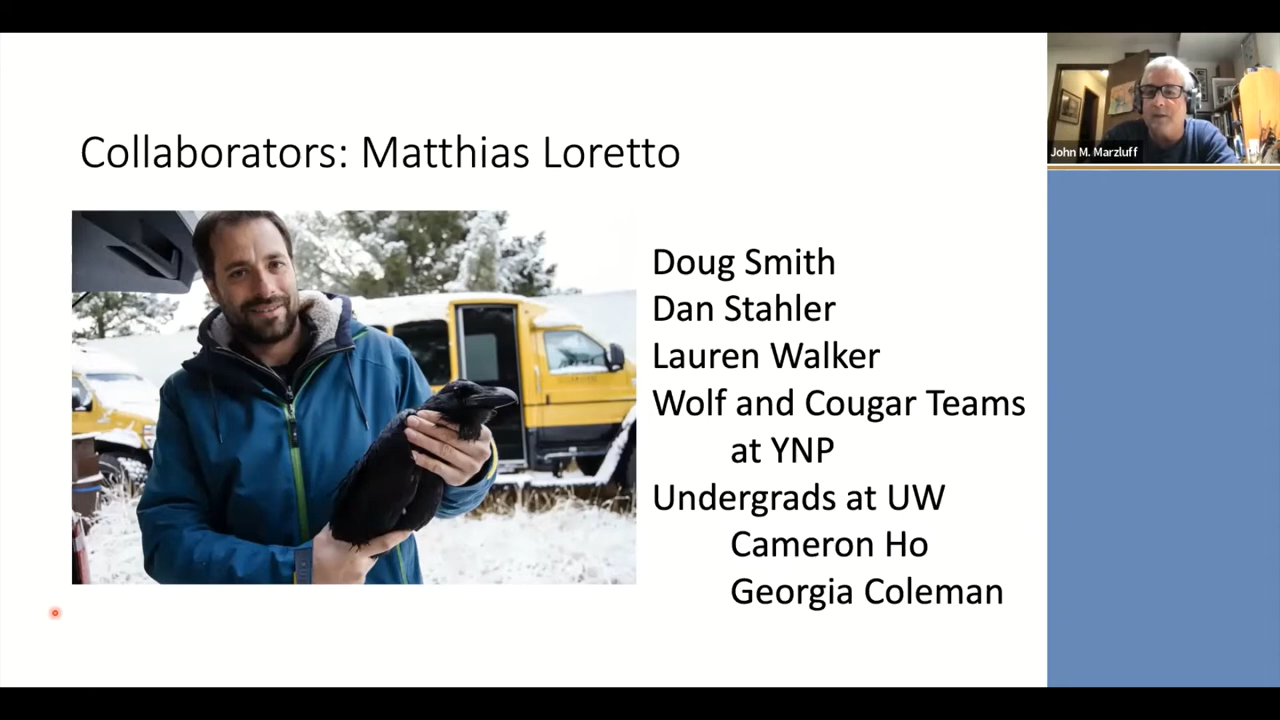 Collaborators: Matthias Loretto
Doug Smith
Dan Stahler
Lauren Walker
Wolf and Cougar Teams
at YNP
Undergrads at UW
Cameron Ho
Georgia Coleman
John M. Marzluff